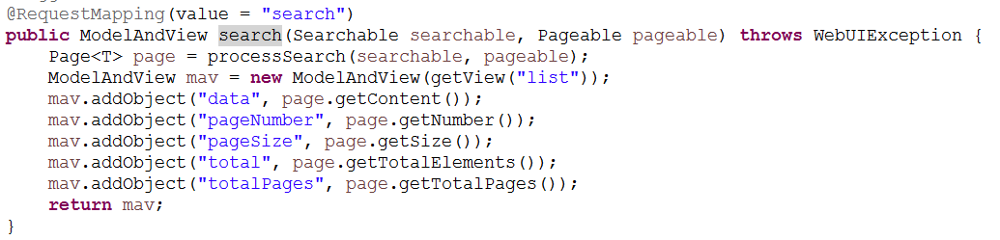 @RequestMapping(value = "search")
public ModelAndView search(Searchable searchable, Pageable pageable) throws WebUIException {
    Page<T> page = processSearch(searchable, pageable);
    ModelAndView mav = new ModelAndView(getView("list"));
    mav.addObject("data", page.getContent());
    mav.addObject("pageNumber", page.getNumber());
    mav.addObject("pageSize", page.getSize());
    mav.addObject("total", page.getTotalElements());
    mav.addObject("totalPages", page.getTotalPages());
    return mav;
}